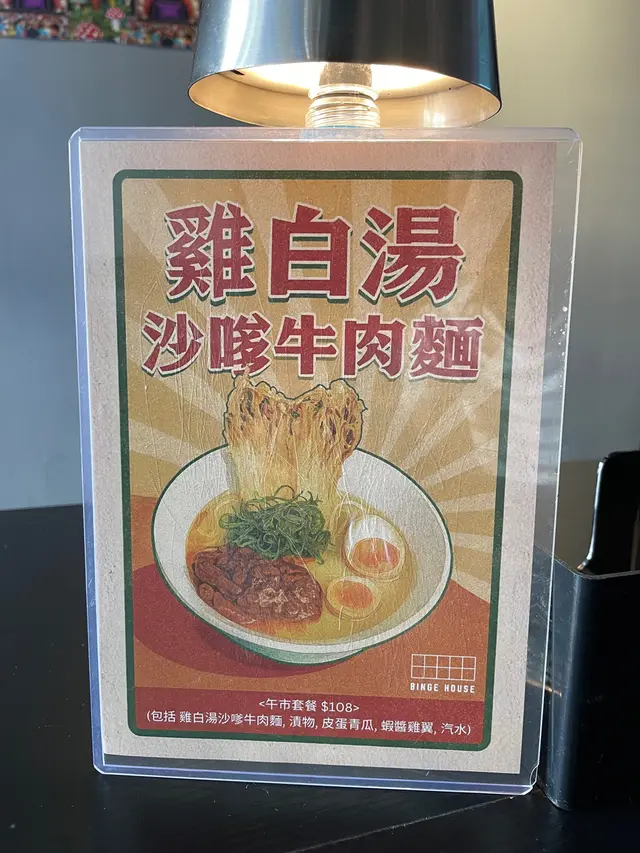 雞白湯
沙嗲牛肉麵
BINGE HOUSE
<午市套餐 $108>
(包括 雞白湯沙嗲牛肉麵, 漬物, 皮蛋青瓜, 蝦醬雞翼, 汽水)